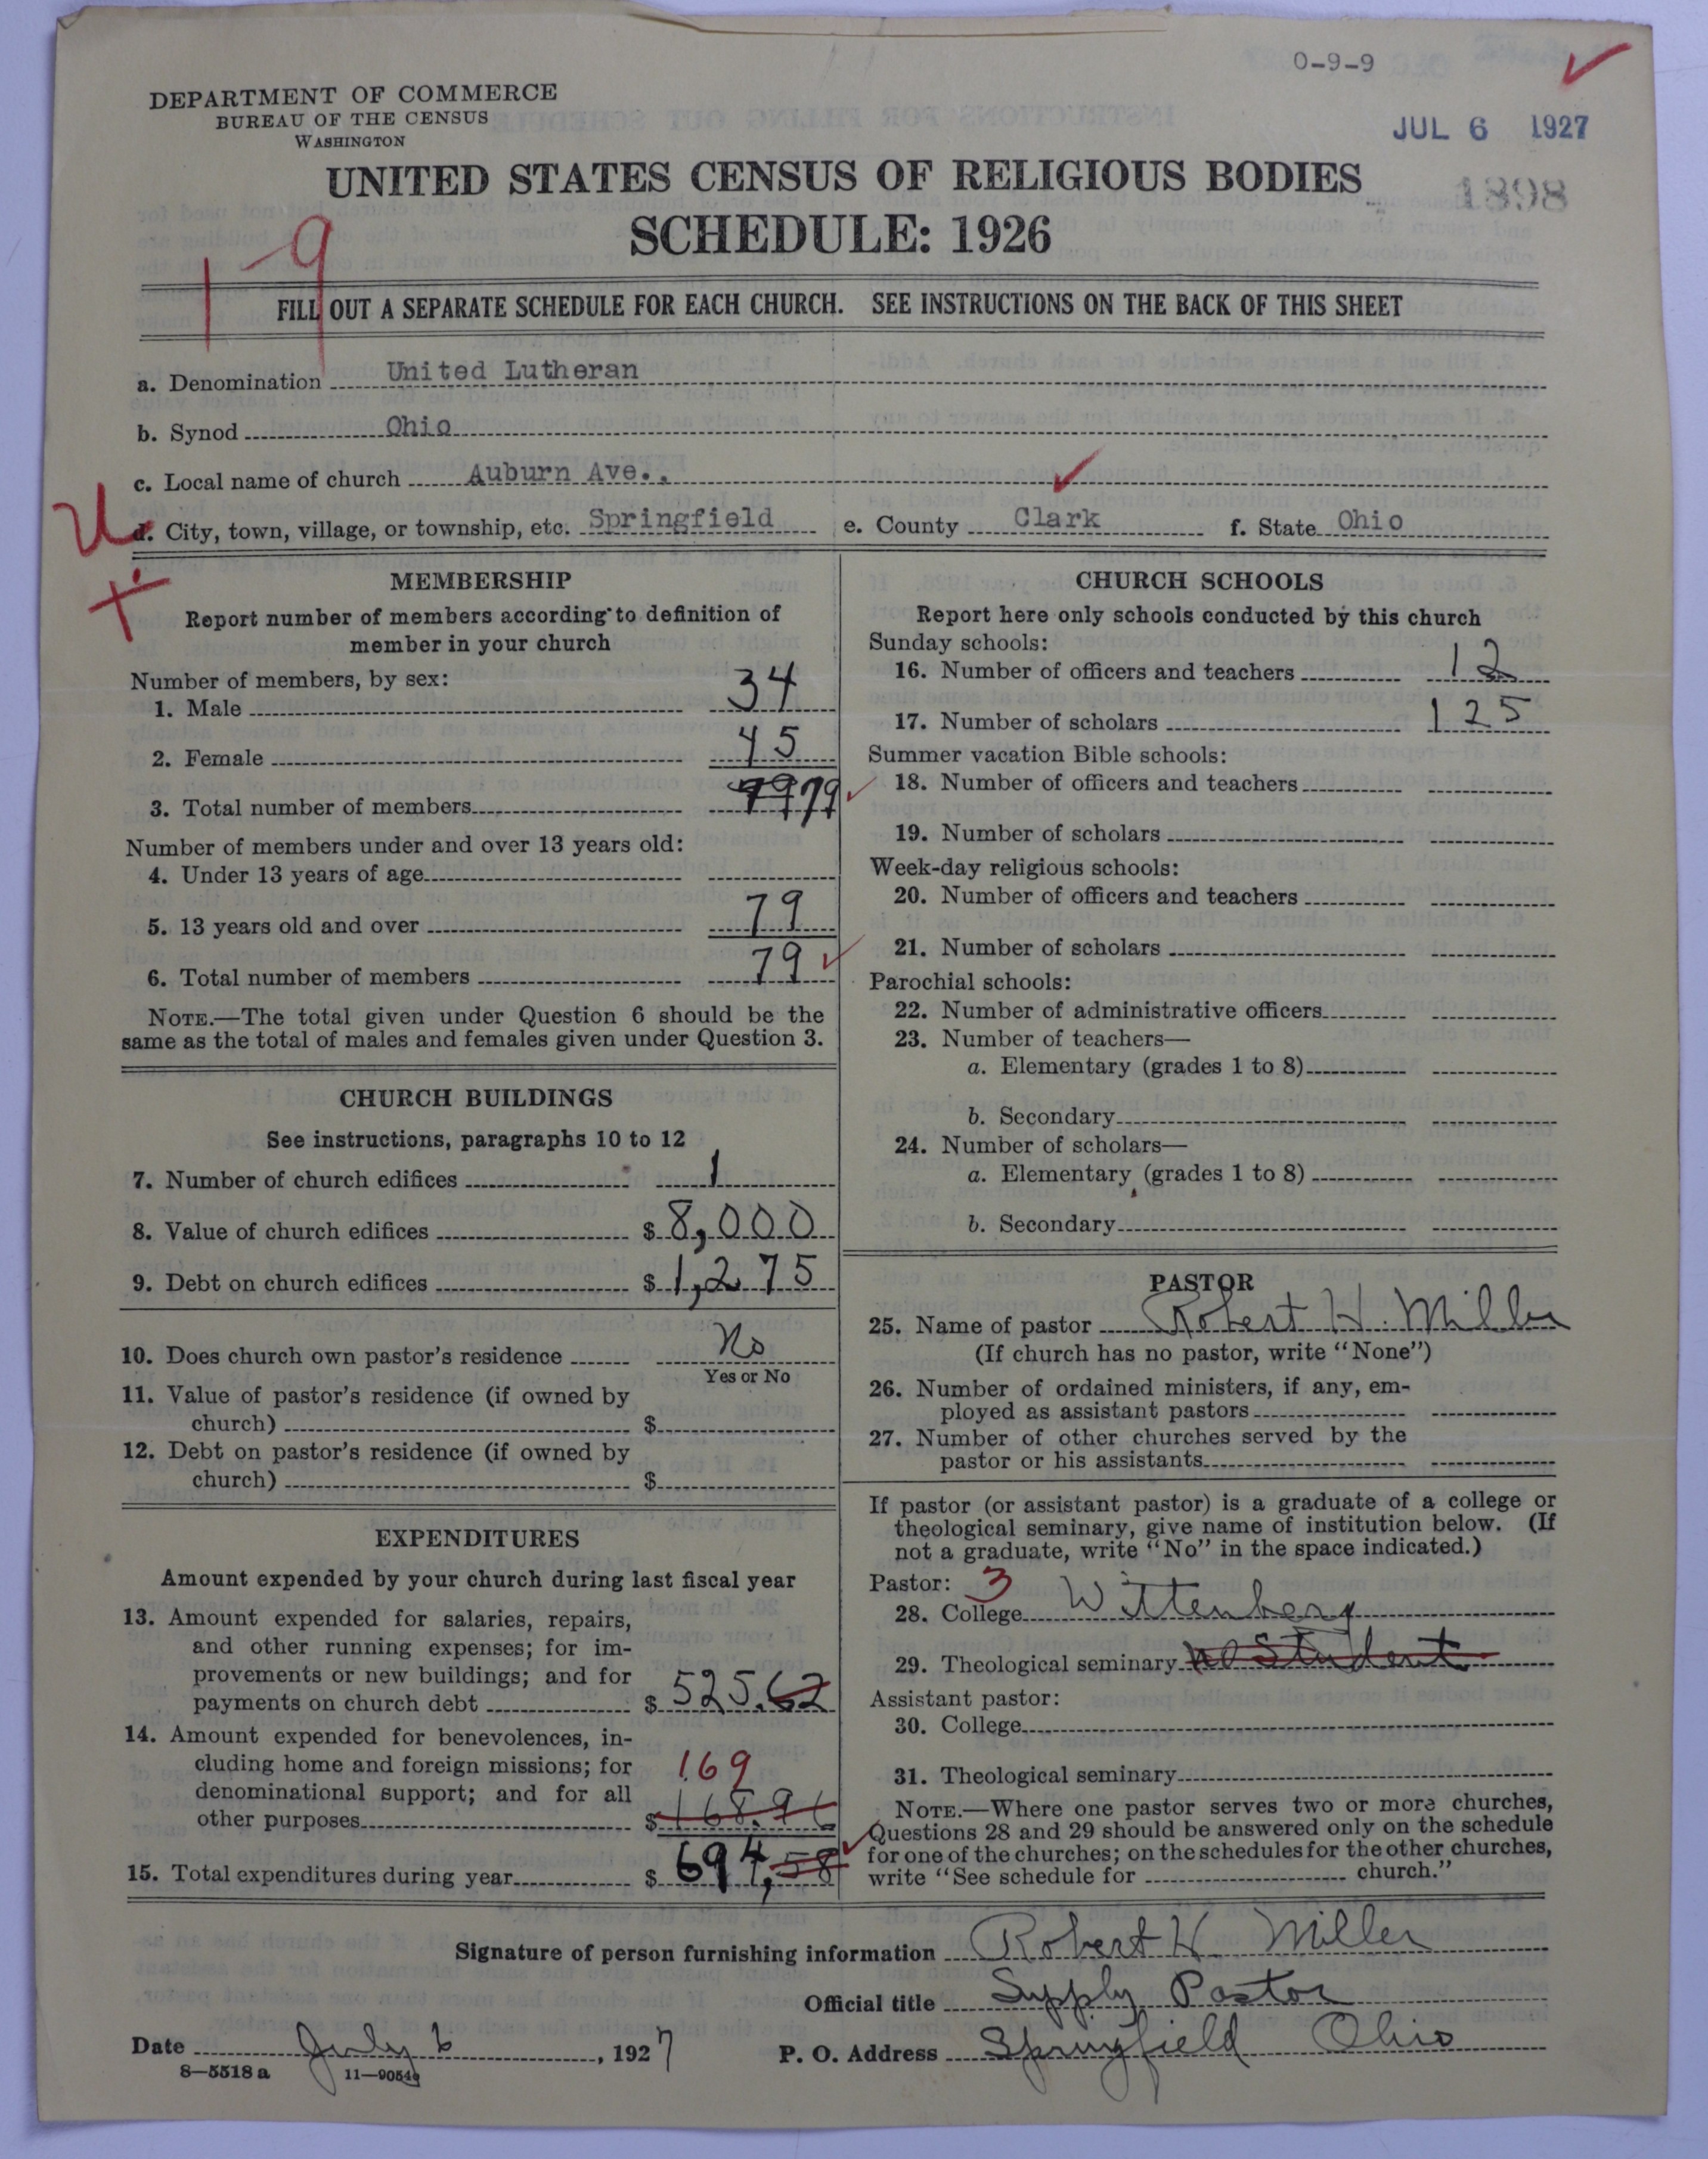 0-9-9
DEPARTMENT OF COMMERCE
BUREAU OF THE CENSUS
WASHINGTON
JUL 6 1927
UNITED STATES CENSUS OF RELIGIOUS BODIES
1898
SCHEDULE: 1926
1-9
FILL OUT A SEPARATE SCHEDULE FOR EACH CHURCH. SEE INSTRUCTIONS ON THE BACK OF THIS SHEET
a. Denomination United Lutheran
b. Synod Ohio
c. Local name of church Auburn Ave.,
U
d. City, town, village, or township, etc. Springfield e. County Clark f. State Ohio
MEMBERSHIP
Report number of members according to definition of
member in your church
Number of members, by sex:
1. Male 34
2. Female 45
3. Total number of members 79 79
Number of members under and over 13 years old:
4. Under 13 years of age
5. 13 years old and over 79
6. Total number of members 79
NOTE.—The total given under Question 6 should be the
same as the total of males and females given under Question 3.
CHURCH BUILDINGS
See instructions, paragraphs 10 to 12
7. Number of church edifices 1
8. Value of church edifices $ 8,000
9. Debt on church edifices $ 1,275
10. Does church own pastor's residence No
Yes or No
11. Value of pastor's residence (if owned by
church) $
12. Debt on pastor's residence (if owned by
church) $
EXPENDITURES
Amount expended by your church during last fiscal year
13. Amount expended for salaries, repairs,
and other running expenses; for im-
provements or new buildings; and for
payments on church debt $ 525.62
14. Amount expended for benevolences, in-
cluding home and foreign missions; for
169
denominational support; and for all
other purposes $ 168.96
15. Total expenditures during year $ 694,58
CHURCH SCHOOLS
Report here only schools conducted by this church
Sunday schools:
16. Number of officers and teachers 12
17. Number of scholars 125
Summer vacation Bible schools:
18. Number of officers and teachers
19. Number of scholars
Week-day religious schools:
20. Number of officers and teachers
21. Number of scholars
Parochial schools:
22. Number of administrative officers
23. Number of teachers—
a. Elementary (grades 1 to 8)
b. Secondary
24. Number of scholars—
a. Elementary (grades 1 to 8)
b. Secondary
PASTOR
25. Name of pastor Robert H. Miller
(If church has no pastor, write "None")
26. Number of ordained ministers, if any, em-
ployed as assistant pastors
27. Number of other churches served by the
pastor or his assistants
If pastor (or assistant pastor) is a graduate of a college or
theological seminary, give name of institution below. (If
not a graduate, write "No" in the space indicated.)
Pastor: 3
28. College Wittenberg
29. Theological seminary no Student
Assistant pastor:
30. College
31. Theological seminary
NOTE.—Where one pastor serves two or more churches,
Questions 28 and 29 should be answered only on the schedule
for one of the churches; on the schedules for the other churches,
write "See schedule for church."
Signature of person furnishing information Robert H. Miller
Official title Supply Pastor
Date July 6, 1927 P. O. Address Springfield Ohio
8—5518 a 11—9054a